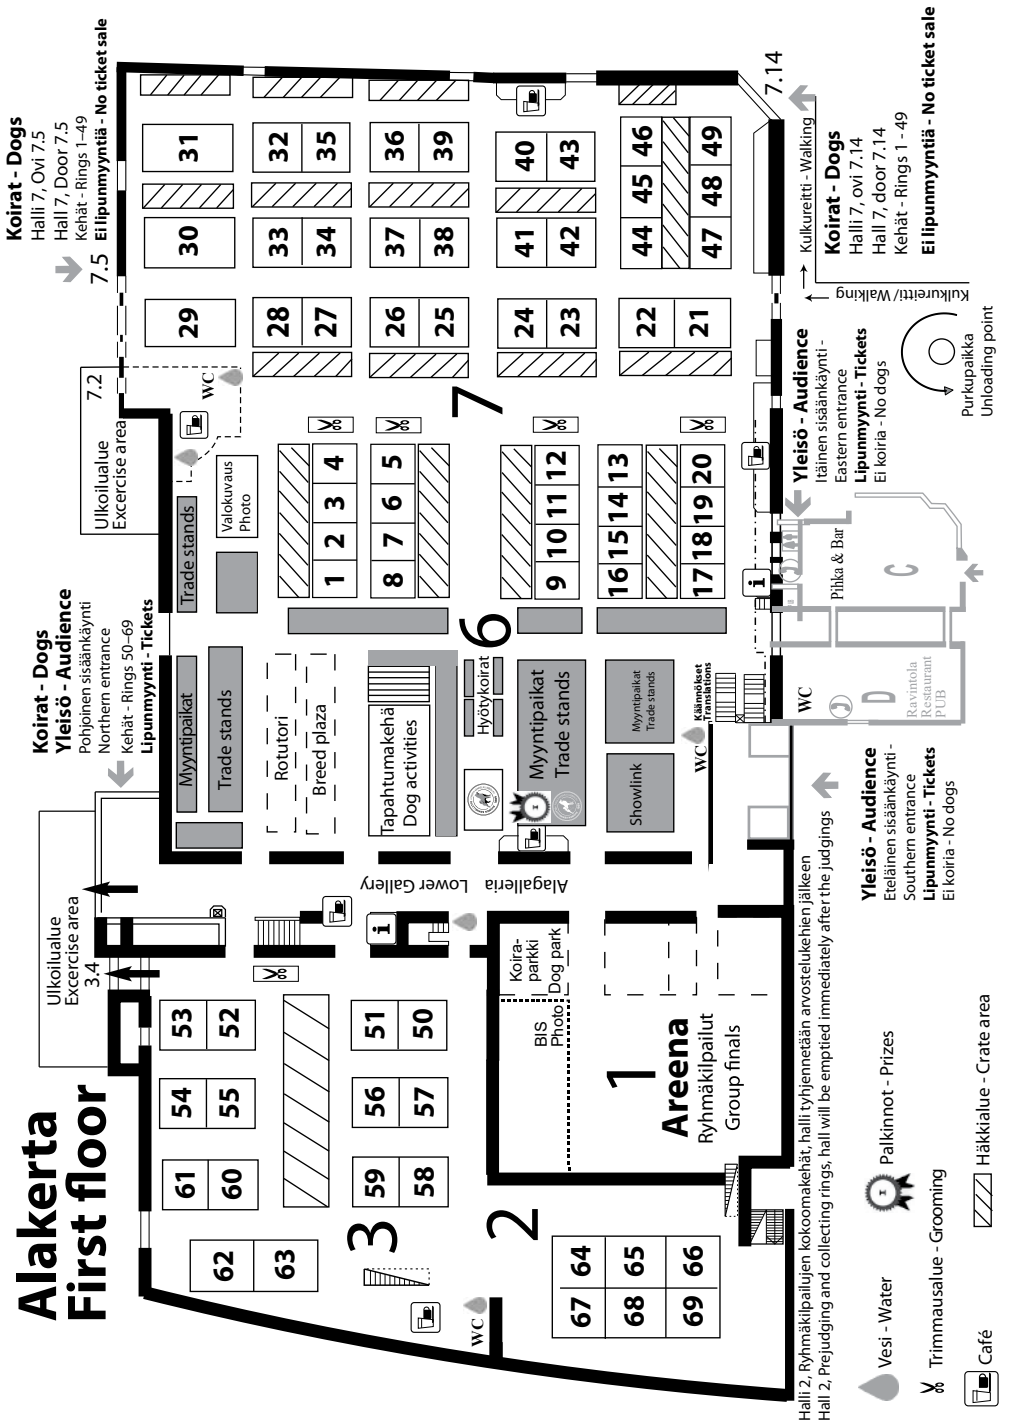 Alakerta
First floor
Ulkoilualue
Excercise area
3.4
Koirat - Dogs
Yleisö - Audience
Pohjoinen sisäänkäynti
Northern entrance
Kehät - Rings 50–69
Lipunmyynti - Tickets
Ulkoilualue
Excercise area
7.2
Koirat - Dogs
Halli 7, Ovi 7.5
Hall 7, Door 7.5
Kehät - Rings 1–49
Ei lipunmyyntiä - No ticket sale
7.5
62
63
61
60
54
55
53
52
59
58
56
57
51
50
3
2
WC
67
64
68
65
69
66
Koira-
parkki
Dog park
BIS
Photo
1
Areena
Ryhmäkilpailut
Group finals
i
Alagalleria Lower Gallery
Myyntipaikat
Trade stands
Trade stands
Valokuvaus
Photo
WC
Rotutori
Breed plaza
Tapahtumakehä
Dog activities
Hyötykoirat
6
Myyntipaikat
Trade stands
Showlink
Myyntipaikat
Trade stands
WC
Käännökset
Translations
1
2
3
4
8
7
6
5
7
9
10
11
12
16
15
14
13
17
18
19
20
i
29
30
31
28
27
33
34
32
35
26
25
37
38
36
39
24
23
41
42
40
43
22
21
44
45
46
47
48
49
7.14
Halli 2, Ryhmäkilpailujen kokoomakehät, halli tyhjennetään arvostelukehien jälkeen
Hall 2, Prejudging and collecting rings, hall will be emptied immediately after the judgings
Yleisö - Audience
Eteläinen sisäänkäynti -
Southern entrance
Lipunmyynti - Tickets
Ei koiria - No dogs
WC
D
Ravintola
Restaurant
PUB
Pihka & Bar
C
Yleisö - Audience
Itäinen sisäänkäynti -
Eastern entrance
Lipunmyynti - Tickets
Ei koiria - No dogs
Kulkureitti/Walking
Kulkureitti - Walking
Purkupaikka
Unloading point
Koirat - Dogs
Halli 7, ovi 7.14
Hall 7, door 7.14
Kehät - Rings 1 - 49
Ei lipunmyyntiä - No ticket sale
Vesi - Water
Palkinnot - Prizes
Trimmausalue - Grooming
Café
Häkkialue - Crate area